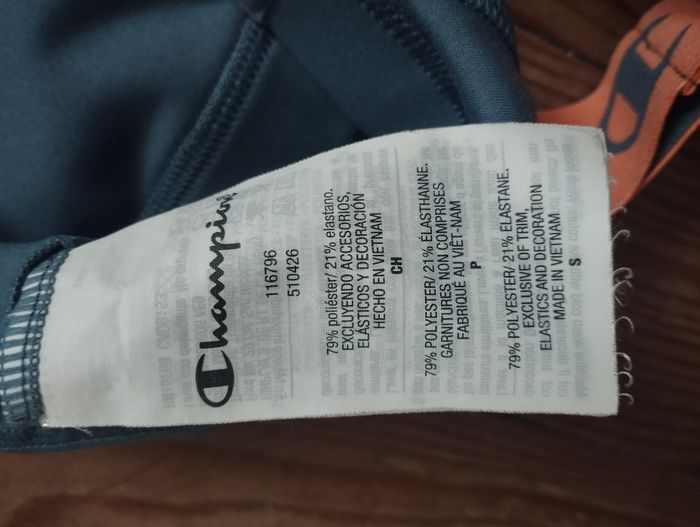 Champion
116796
510426
79% poliéster/ 21% elastano.
EXCLUYENDO ACCESORIOS,
ELÁSTICOS Y DECORACIÓN
HECHO EN VIETNAM
CH
79% POLYESTER/ 21% ÉLASTHANNE.
GARNITURES NON COMPRISES
FABRIQUÉ AU VIÊT-NAM
P
79% POLYESTER/ 21% ELASTANE.
EXCLUSIVE OF TRIM,
ELASTICS AND DECORATION
MADE IN VIETNAM
S